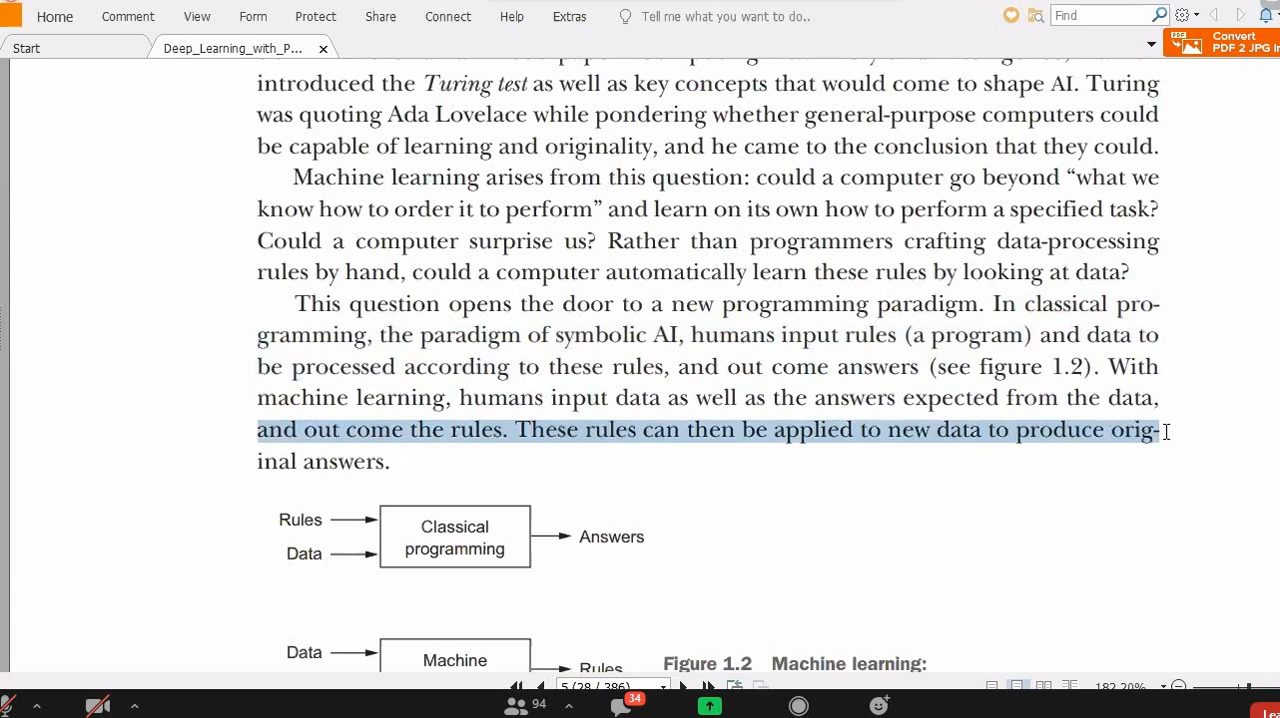 Home Comment View Form Protect Share Connect Help Extras Tell me what you want to do.. Find
Start Deep_Learning_with_P... × Convert
PDF 2 JPG In
introduced the Turing test as well as key concepts that would come to shape AI. Turing
was quoting Ada Lovelace while pondering whether general-purpose computers could
be capable of learning and originality, and he came to the conclusion that they could.
Machine learning arises from this question: could a computer go beyond “what we
know how to order it to perform” and learn on its own how to perform a specified task?
Could a computer surprise us? Rather than programmers crafting data-processing
rules by hand, could a computer automatically learn these rules by looking at data?
This question opens the door to a new programming paradigm. In classical pro-
gramming, the paradigm of symbolic AI, humans input rules (a program) and data to
be processed according to these rules, and out come answers (see figure 1.2). With
machine learning, humans input data as well as the answers expected from the data,
and out come the rules. These rules can then be applied to new data to produce orig-
inal answers.
Rules
Data
Classical
programming
Answers
Data
Machine
Rules
Figure 1.2 Machine learning:
5 (28 / 386) 182.20%
94 34